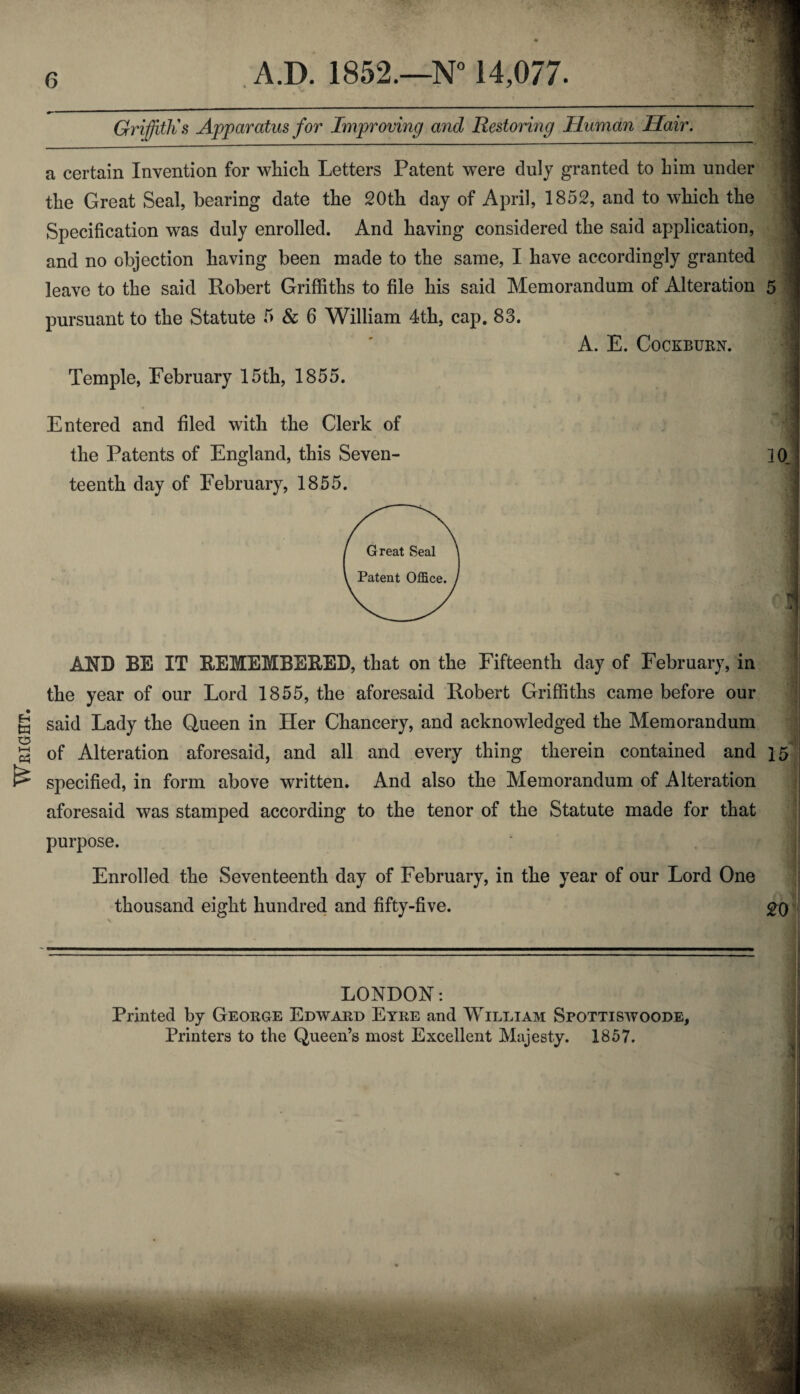 6
A.D. 1852.—N° 14,077.
Griffith's Apparatus for Improving and Restoring Human Hair.
a certain Invention for which Letters Patent were duly granted to him under
the Great Seal, bearing date the 20th day of April, 1852, and to which the
Specification was duly enrolled. And having considered the said application,
and no objection having been made to the same, I have accordingly granted
leave to the said Robert Griffiths to file his said Memorandum of Alteration 5
pursuant to the Statute 5 & 6 William 4th, cap. 83.
A. E. COCKBURN.
Temple, February 15th, 1855.
Entered and filed with the Clerk of
the Patents of England, this Seven- 10
teenth day of February, 1855.
Great Seal
Patent Office.
AND BE IT REMEMBERED, that on the Fifteenth day of February, in
the year of our Lord 1855, the aforesaid Robert Griffiths came before our
said Lady the Queen in Her Chancery, and acknowledged the Memorandum
of Alteration aforesaid, and all and every thing therein contained and 15
specified, in form above written. And also the Memorandum of Alteration
aforesaid was stamped according to the tenor of the Statute made for that
purpose.
Enrolled the Seventeenth day of February, in the year of our Lord One
thousand eight hundred and fifty-five. 20
WRIGHT.
LONDON:
Printed by GEORGE EDWARD EYRE and WILLIAM SPOTTISWOODE,
Printers to the Queen's most Excellent Majesty. 1857.